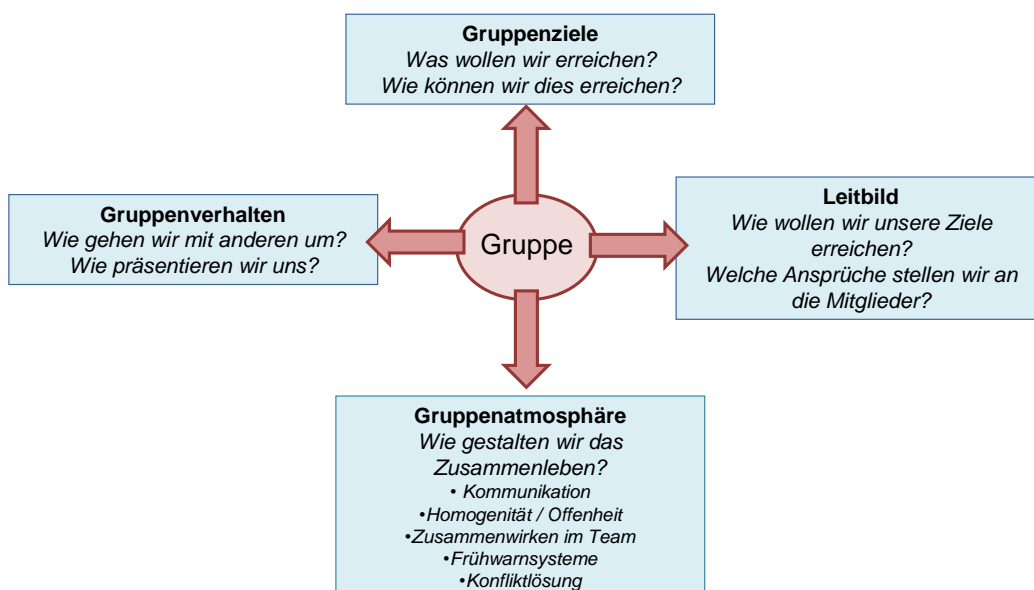 Gruppenziele
Was wollen wir erreichen?
Wie können wir dies erreichen?
Gruppenverhalten
Wie gehen wir mit anderen um?
Wie präsentieren wir uns?
Gruppe
Leitbild
Wie wollen wir unsere Ziele
erreichen?
Welche Ansprüche stellen wir an
die Mitglieder?
Gruppenatmosphäre
Wie gestalten wir das
Zusammenleben?
• Kommunikation
•Homogenität / Offenheit
•Zusammenwirken im Team
•Frühwarnsysteme
•Konfliktlösung